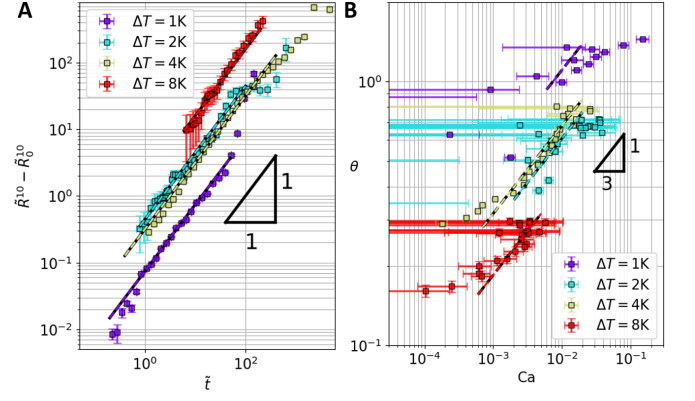 A
B
ΔT = 1K
ΔT = 2K
ΔT = 4K
ΔT = 8K
10³
10²
10¹
10⁰
10⁻¹
10⁻²
R̃¹⁰ − R̃₀¹⁰
1
1
10⁰
10²
t̃
10⁰
10⁻¹
θ
1
3
ΔT = 1K
ΔT = 2K
ΔT = 4K
ΔT = 8K
10⁻⁴
10⁻³
10⁻²
10⁻¹
Ca